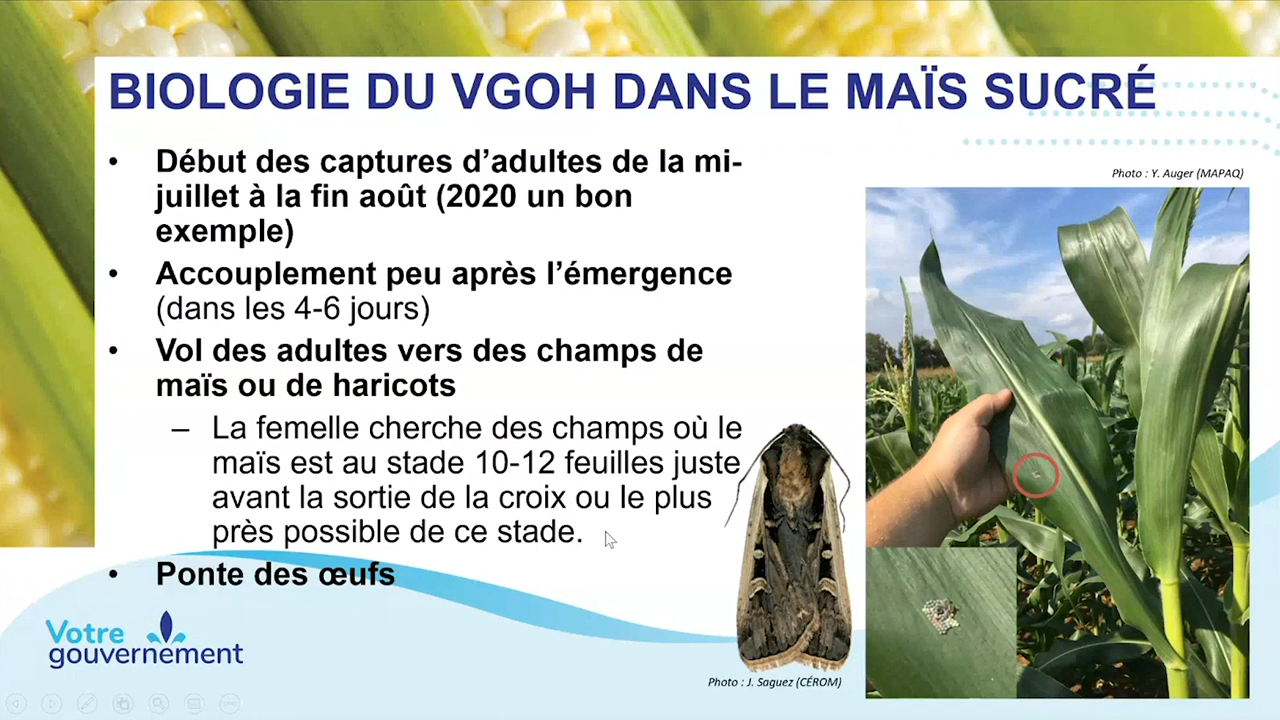 BIOLOGIE DU VGOH DANS LE MAÏS SUCRÉ
• Début des captures d’adultes de la mi-
juillet à la fin août (2020 un bon
exemple)
• Accouplement peu après l’émergence
(dans les 4-6 jours)
• Vol des adultes vers des champs de
maïs ou de haricots
– La femelle cherche des champs où le
maïs est au stade 10-12 feuilles juste
avant la sortie de la croix ou le plus
près possible de ce stade.
• Ponte des œufs
Photo : Y. Auger (MAPAQ)
Photo : J. Saguez (CÉROM)
Votre
gouvernement